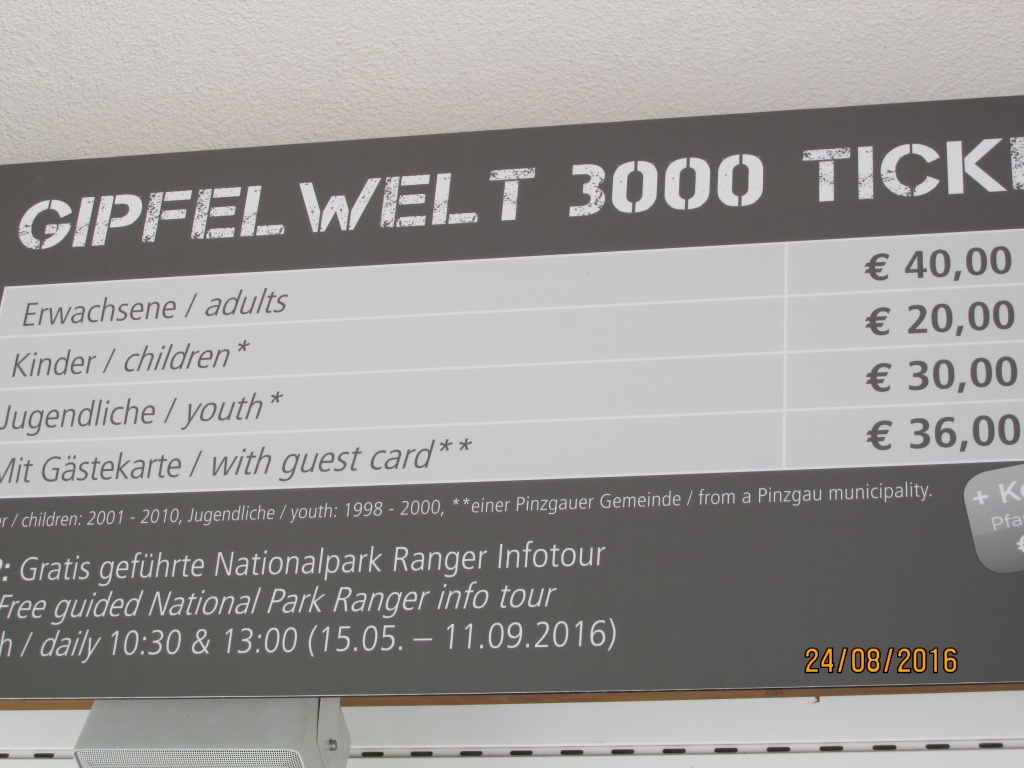 GIPFELWELT 3000 TICK
Erwachsene / adults € 40,00
Kinder / children* € 20,00
Jugendliche / youth* € 30,00
Mit Gästekarte / with guest card** € 36,00
/ children: 2001 - 2010, Jugendliche / youth: 1998 - 2000, **einer Pinzgauer Gemeinde / from a Pinzgau municipality.
: Gratis geführte Nationalpark Ranger Infotour
Free guided National Park Ranger info tour
/ daily 10:30 & 13:00 (15.05. – 11.09.2016)
24/08/2016